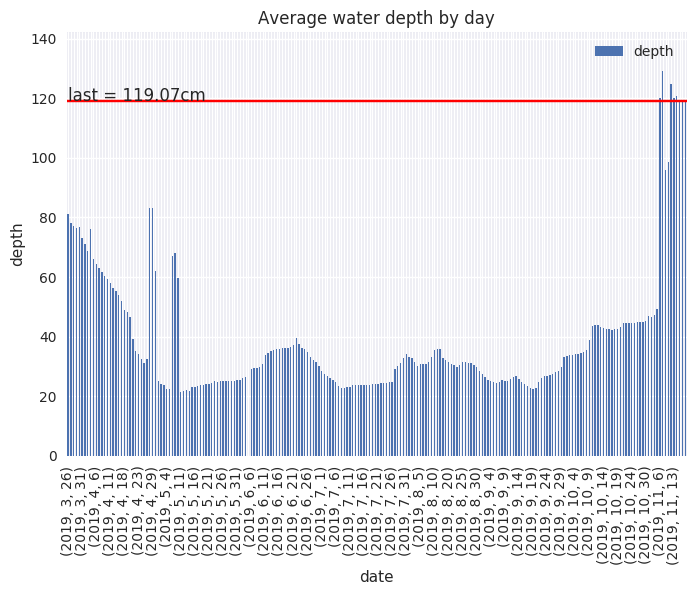 Average water depth by day
140
120
100
80
60
40
20
0
depth
depth
last = 119.07cm
(2019, 3, 26)
(2019, 3, 31)
(2019, 4, 6)
(2019, 4, 11)
(2019, 4, 18)
(2019, 4, 23)
(2019, 4, 29)
(2019, 5, 4)
(2019, 5, 11)
(2019, 5, 16)
(2019, 5, 21)
(2019, 5, 26)
(2019, 5, 31)
(2019, 6, 6)
(2019, 6, 11)
(2019, 6, 16)
(2019, 6, 21)
(2019, 6, 26)
(2019, 7, 1)
(2019, 7, 6)
(2019, 7, 11)
(2019, 7, 16)
(2019, 7, 21)
(2019, 7, 26)
(2019, 7, 31)
(2019, 8, 5)
(2019, 8, 10)
(2019, 8, 20)
(2019, 8, 25)
(2019, 8, 30)
(2019, 9, 4)
(2019, 9, 9)
(2019, 9, 14)
(2019, 9, 19)
(2019, 9, 24)
(2019, 9, 29)
(2019, 10, 4)
(2019, 10, 9)
(2019, 10, 14)
(2019, 10, 19)
(2019, 10, 24)
(2019, 10, 30)
(2019, 11, 6)
(2019, 11, 13)
date